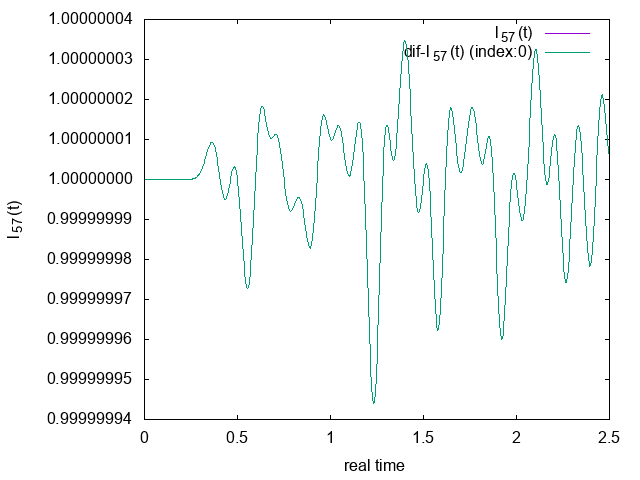 1.00000004
1.00000003
1.00000002
1.00000001
1.00000000
0.99999999
0.99999998
0.99999997
0.99999996
0.99999995
0.99999994
I57(t)
I57(t)
dif-I57(t) (index:0)
0 0.5 1 1.5 2 2.5
real time